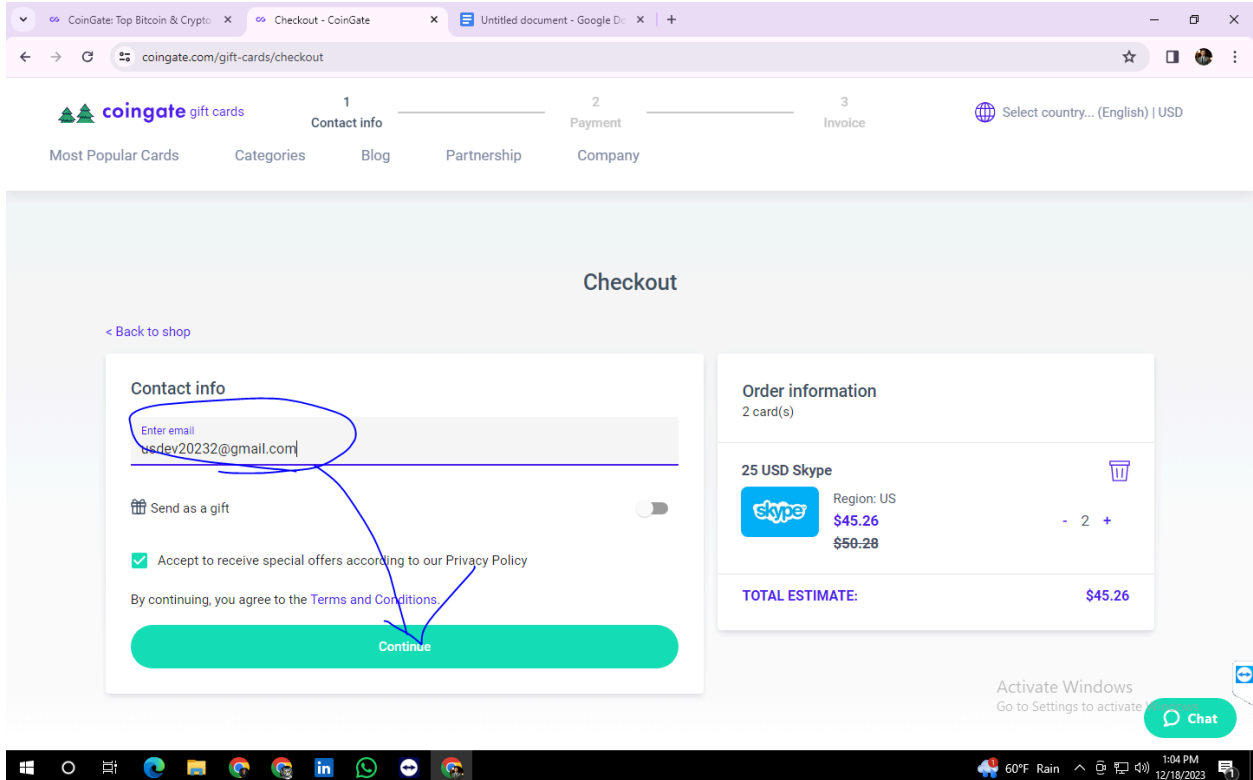 CoinGate: Top Bitcoin & Crypto
Checkout - CoinGate
Untitled document - Google Do
coingate.com/gift-cards/checkout
coingate gift cards
1
Contact info
2
Payment
3
Invoice
Select country... (English) | USD
Most Popular Cards
Categories
Blog
Partnership
Company
Checkout
< Back to shop
Contact info
Enter email
usdev20232@gmail.com
Send as a gift
Accept to receive special offers according to our Privacy Policy
By continuing, you agree to the Terms and Conditions.
Continue
Order information
2 card(s)
25 USD Skype
skype
Region: US
$45.26
$50.28
- 2 +
TOTAL ESTIMATE: $45.26
Activate Windows
Go to Settings to activate
Chat
60°F Rain
1:04 PM
12/18/2023